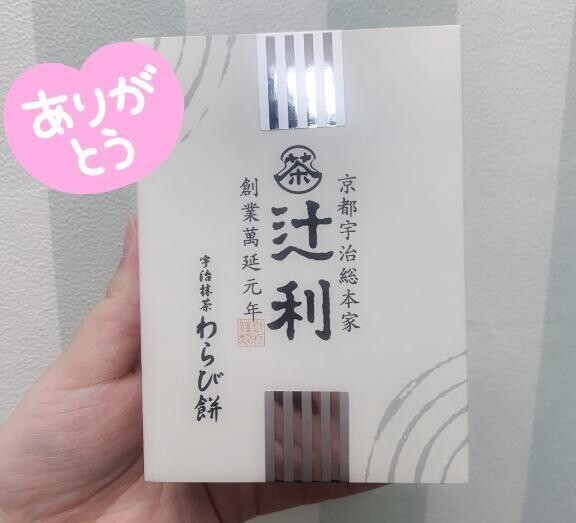 ありが
とう
茶
京都宇治総本家
辻利
創業萬延元年
宇治抹茶 わらび餅